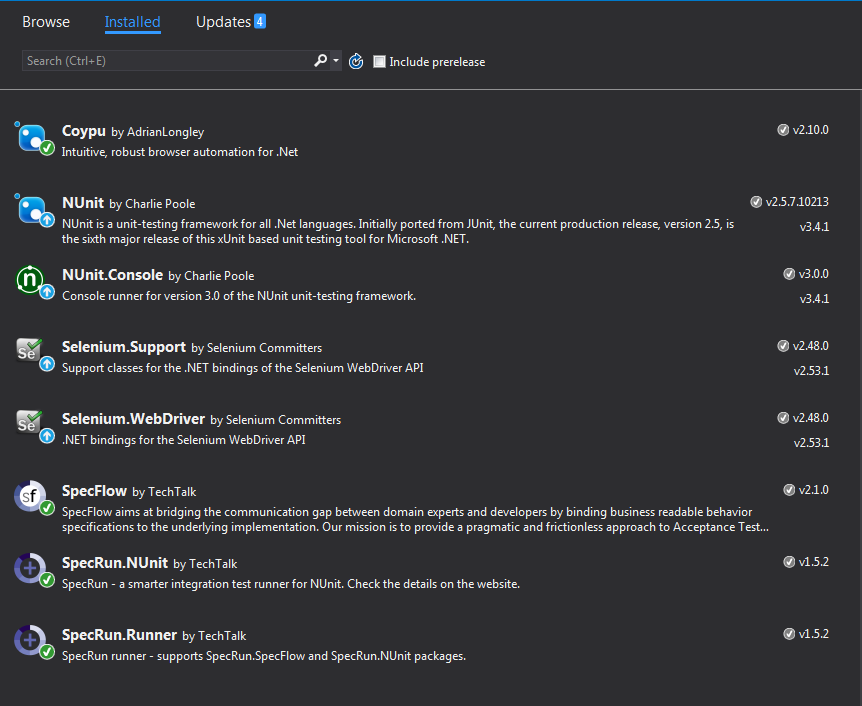 Browse Installed Updates 4
Search (Ctrl+E) Include prerelease
Coypu by AdrianLongley v2.10.0
Intuitive, robust browser automation for .Net
NUnit by Charlie Poole v2.5.7.10213
NUnit is a unit-testing framework for all .Net languages. Initially ported from JUnit, the current production release, version 2.5, is v3.4.1
the sixth major release of this xUnit based unit testing tool for Microsoft .NET.
n
NUnit.Console by Charlie Poole v3.0.0
Console runner for version 3.0 of the NUnit unit-testing framework. v3.4.1
Se
Selenium.Support by Selenium Committers v2.48.0
Support classes for the .NET bindings of the Selenium WebDriver API v2.53.1
Se
Selenium.WebDriver by Selenium Committers v2.48.0
.NET bindings for the Selenium WebDriver API v2.53.1
sf
SpecFlow by TechTalk v2.1.0
SpecFlow aims at bridging the communication gap between domain experts and developers by binding business readable behavior
specifications to the underlying implementation. Our mission is to provide a pragmatic and frictionless approach to Acceptance Test...
SpecRun.NUnit by TechTalk v1.5.2
SpecRun - a smarter integration test runner for NUnit. Check the details on the website.
SpecRun.Runner by TechTalk v1.5.2
SpecRun runner - supports SpecRun.SpecFlow and SpecRun.NUnit packages.